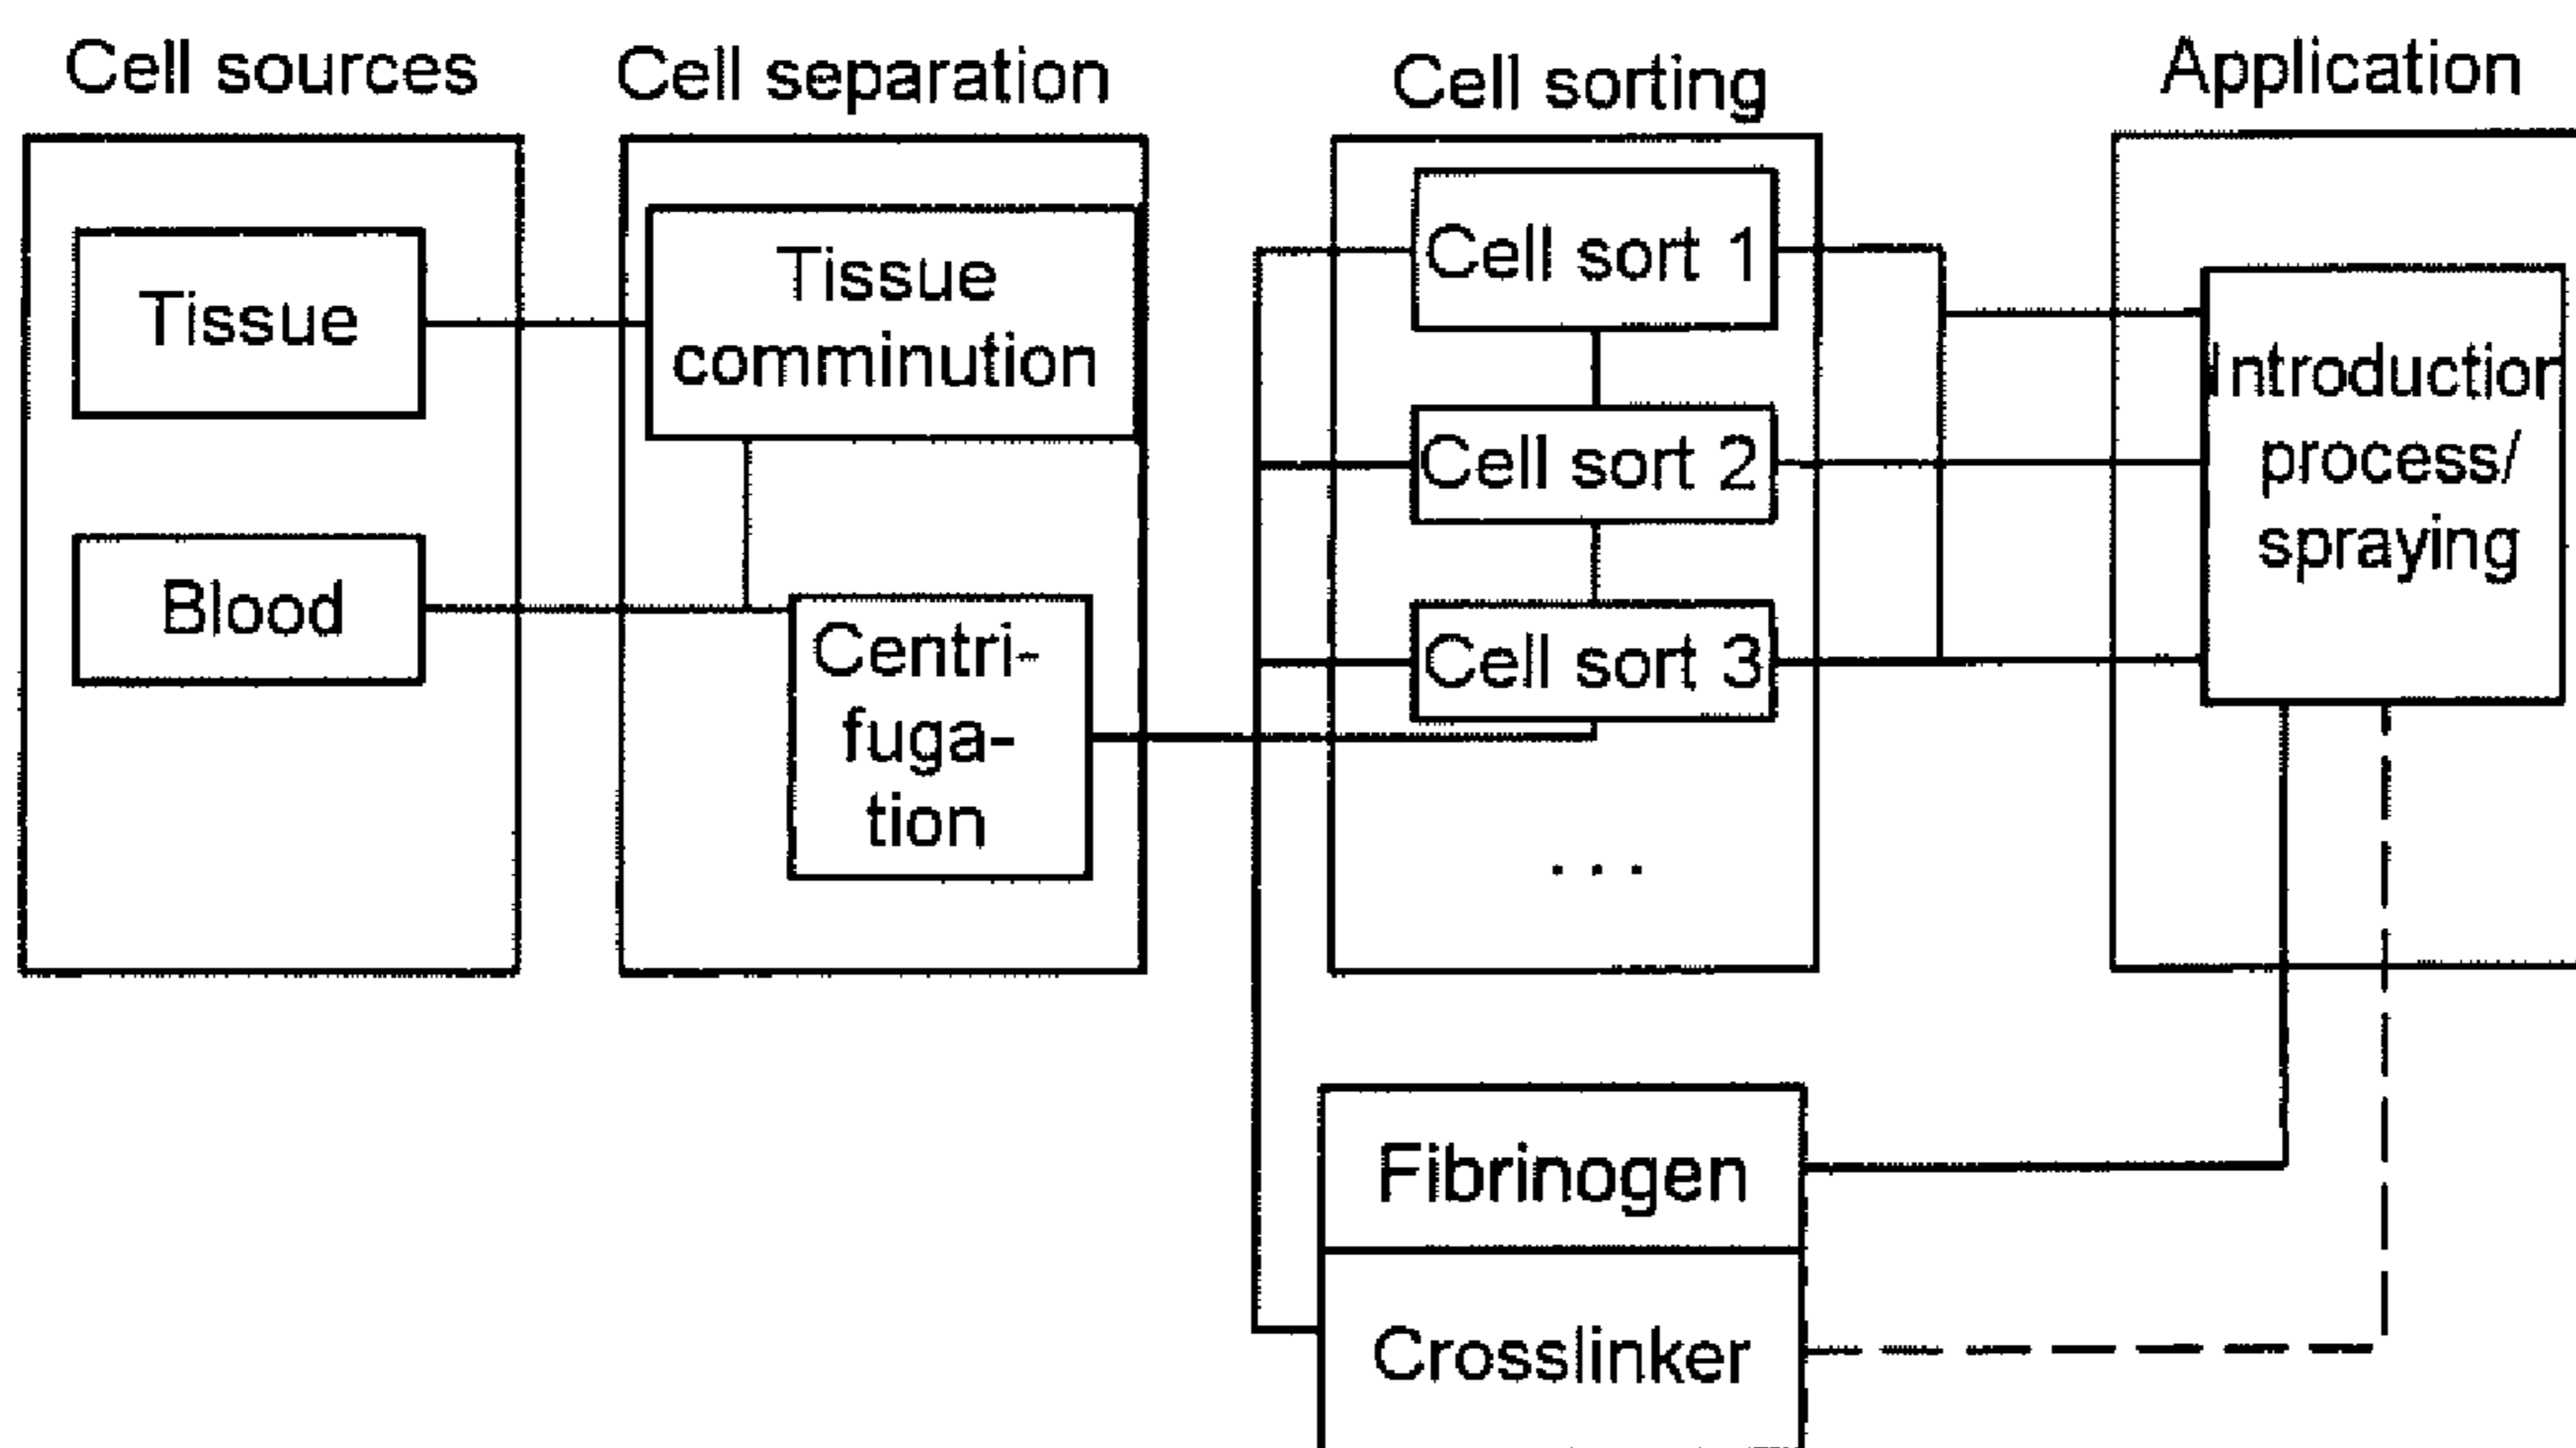 Cell sources
Cell separation
Cell sorting
Application
Tissue
Blood
Tissue
comminution
Centri-
fuga-
tion
Cell sort 1
Cell sort 2
Cell sort 3
. . .
Introduction
process/
spraying
Fibrinogen
Crosslinker